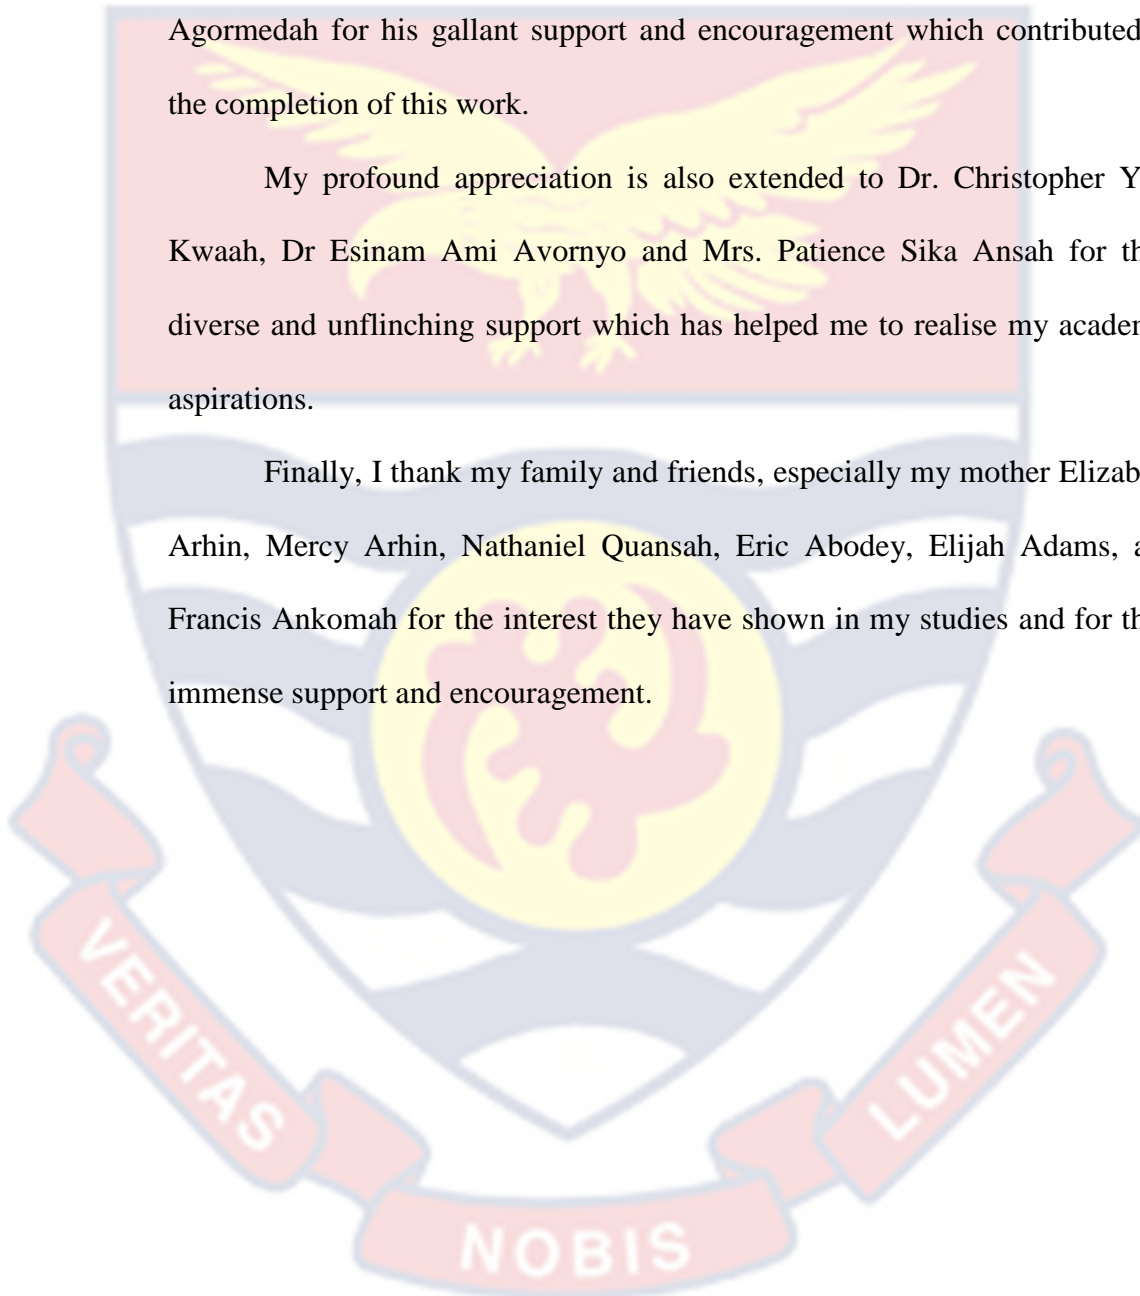 Agormedah for his gallant support and encouragement which contributed
the completion of this work.
My profound appreciation is also extended to Dr. Christopher Y
Kwaah, Dr Esinam Ami Avornyo and Mrs. Patience Sika Ansah for th
diverse and unflinching support which has helped me to realise my academ
aspirations.
Finally, I thank my family and friends, especially my mother Elizab
Arhin, Mercy Arhin, Nathaniel Quansah, Eric Abodey, Elijah Adams, a
Francis Ankomah for the interest they have shown in my studies and for th
immense support and encouragement.
VERITAS
NOBIS
LUMEN